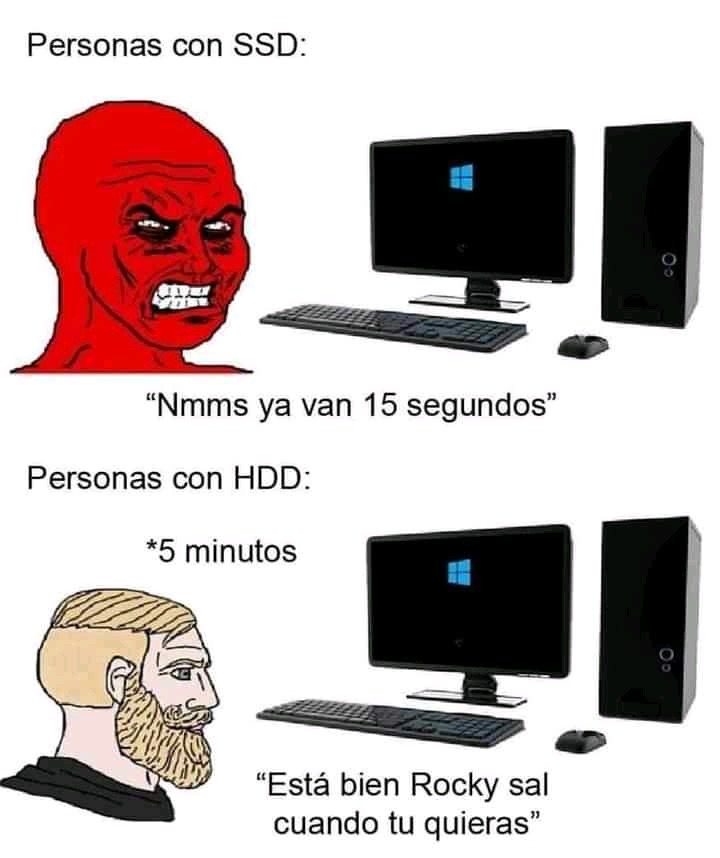 Personas con SSD:
“Nmms ya van 15 segundos”
Personas con HDD:
*5 minutos
“Está bien Rocky sal
cuando tu quieras”